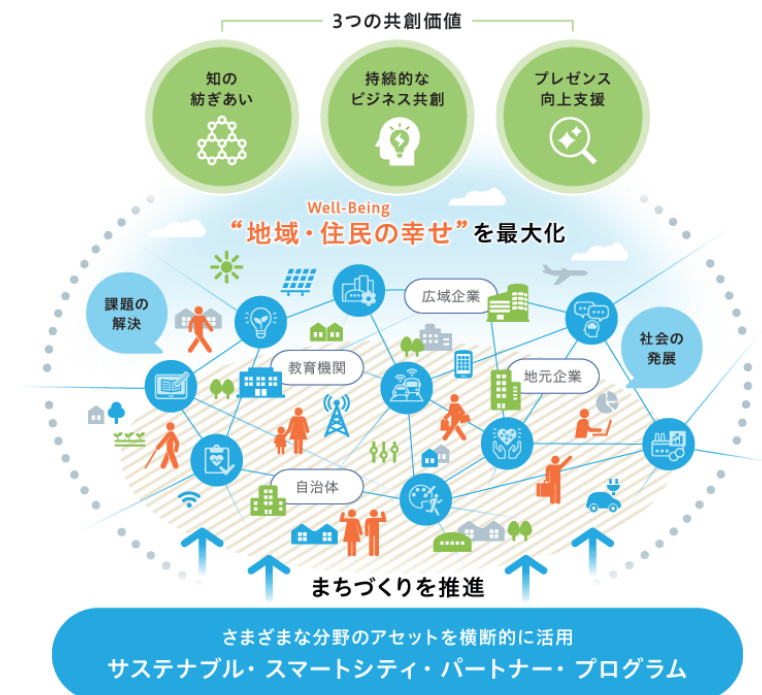 3つの共創価値
知の
紡ぎあい
持続的な
ビジネス共創
プレゼンス
向上支援
Well-Being
“地域・住民の幸せ”を最大化
課題の
解決
広域企業
社会の
発展
教育機関
地元企業
自治体
まちづくりを推進
さまざまな分野のアセットを横断的に活用
サステナブル・スマートシティ・パートナー・プログラム